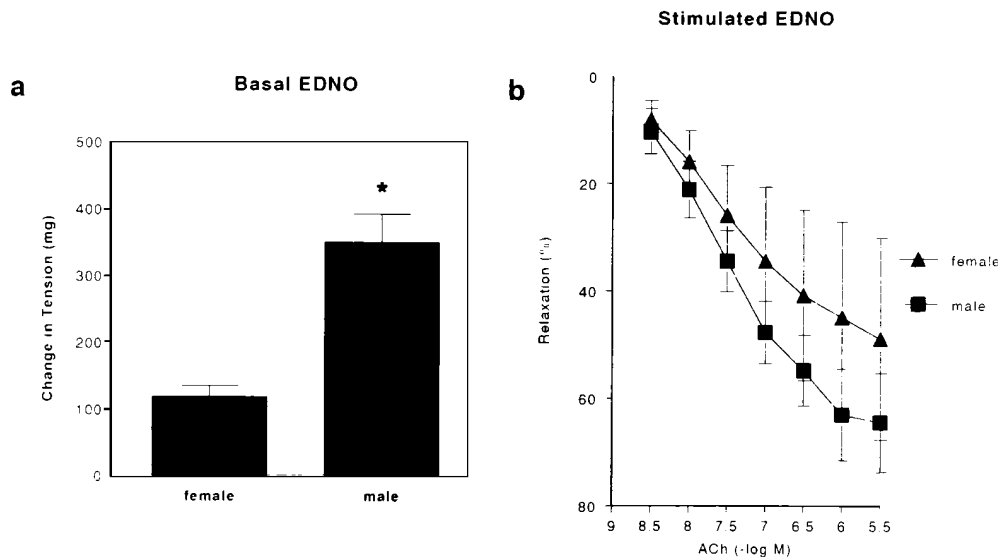 Stimulated EDNO
a
Basal EDNO
b
500
400
300
200
100
0
Change in Tension (mg)
*
female
male
0
20
40
60
80
Relaxation
9
8.5
8
7.5
7
6 5
6
5.5
ACh (-log M)
female
male